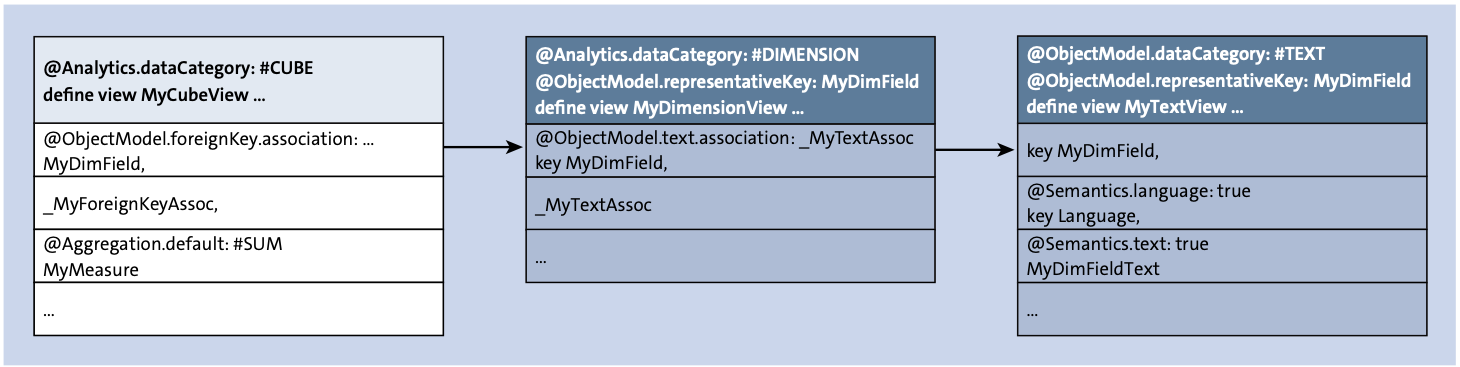 @Analytics.dataCategory: #CUBE
define view MyCubeView ...
@ObjectModel.foreignKey.association: ...
MyDimField,
_MyForeignKeyAssoc,
@Aggregation.default: #SUM
MyMeasure
...
@Analytics.dataCategory: #DIMENSION
@ObjectModel.representativeKey: MyDimField
define view MyDimensionView ...
@ObjectModel.text.association: _MyTextAssoc
key MyDimField,
_MyTextAssoc
...
@ObjectModel.dataCategory: #TEXT
@ObjectModel.representativeKey: MyDimField
define view MyTextView ...
key MyDimField,
@Semantics.language: true
key Language,
@Semantics.text: true
MyDimFieldText
...